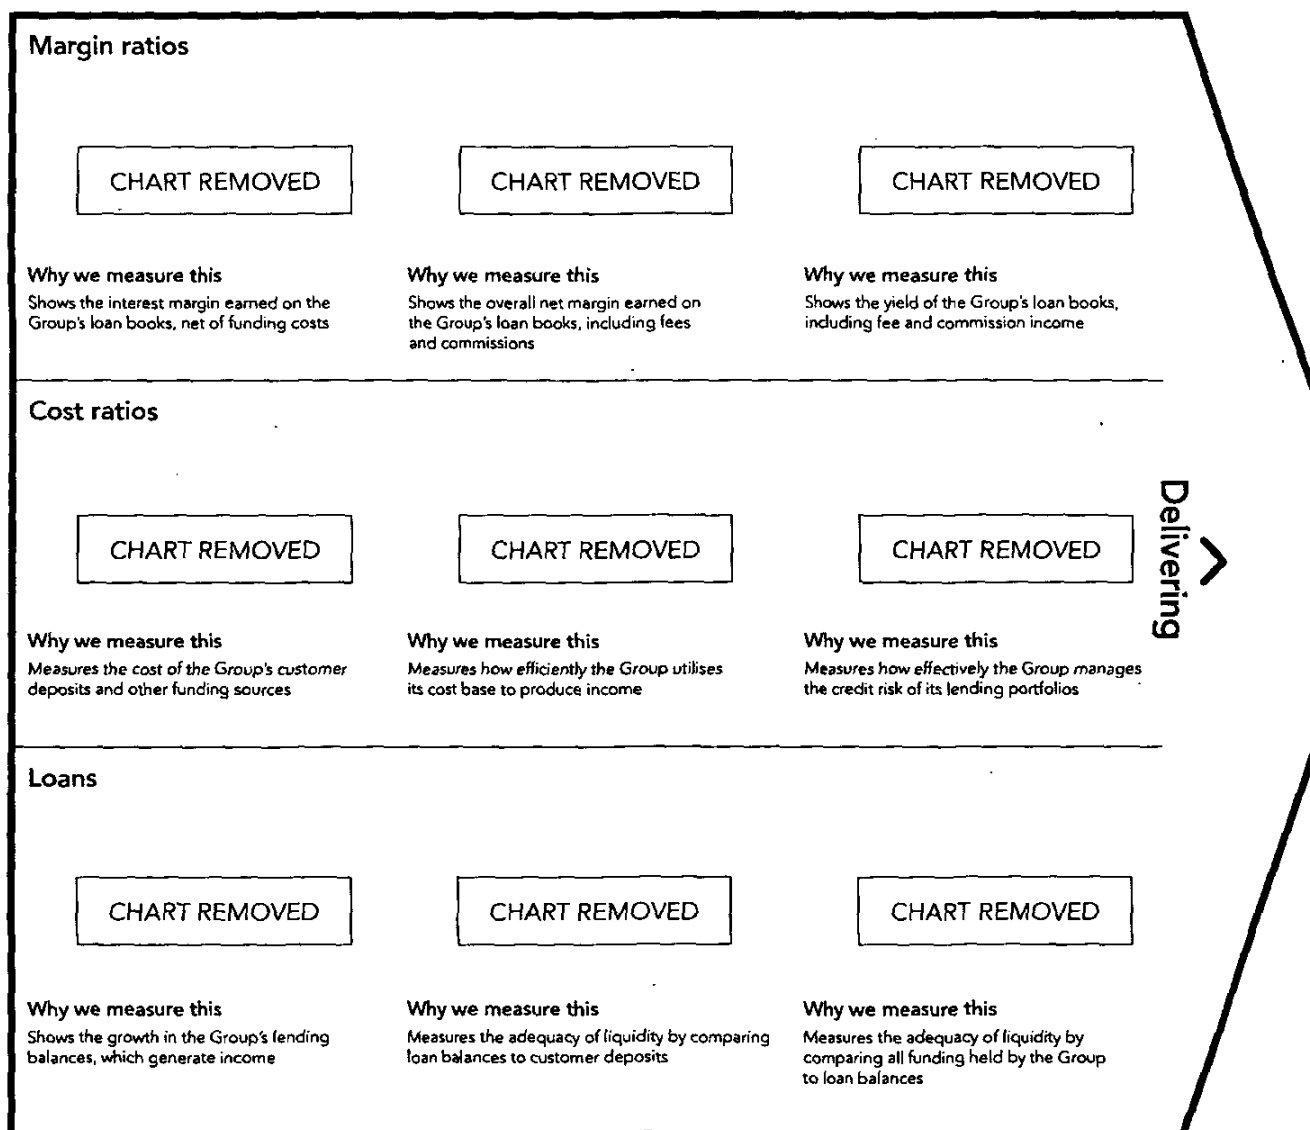 Margin ratios
CHART REMOVED
CHART REMOVED
CHART REMOVED
Why we measure this
Shows the interest margin earned on the
Group's loan books, net of funding costs
Why we measure this
Shows the overall net margin earned on
the Group's loan books, including fees
and commissions
Why we measure this
Shows the yield of the Group's loan books,
including fee and commission income
Cost ratios
CHART REMOVED
CHART REMOVED
CHART REMOVED
Why we measure this
Measures the cost of the Group's customer
deposits and other funding sources
Why we measure this
Measures how efficiently the Group utilises
its cost base to produce income
Why we measure this
Measures how effectively the Group manages
the credit risk of its lending portfolios
Loans
CHART REMOVED
CHART REMOVED
CHART REMOVED
Why we measure this
Shows the growth in the Group's lending
balances, which generate income
Why we measure this
Measures the adequacy of liquidity by comparing
loan balances to customer deposits
Why we measure this
Measures the adequacy of liquidity by
comparing all funding held by the Group
to loan balances
Delivering